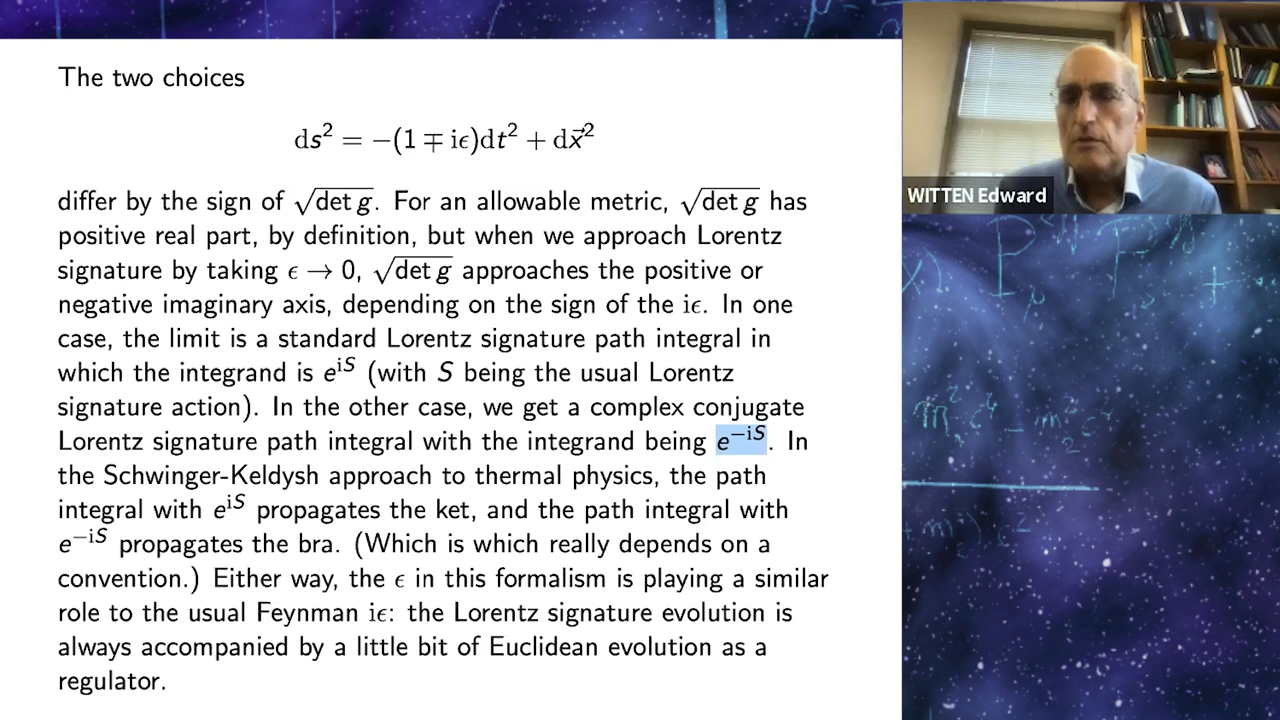 The two choices
ds² = −(1 ∓ iϵ)dt² + dx⃗²
differ by the sign of √det g. For an allowable metric, √det g has
positive real part, by definition, but when we approach Lorentz
signature by taking ϵ → 0, √det g approaches the positive or
negative imaginary axis, depending on the sign of the iϵ. In one
case, the limit is a standard Lorentz signature path integral in
which the integrand is e^{iS} (with S being the usual Lorentz
signature action). In the other case, we get a complex conjugate
Lorentz signature path integral with the integrand being e^{−iS}. In
the Schwinger-Keldysh approach to thermal physics, the path
integral with e^{iS} propagates the ket, and the path integral with
e^{−iS} propagates the bra. (Which is which really depends on a
convention.) Either way, the ϵ in this formalism is playing a similar
role to the usual Feynman iϵ: the Lorentz signature evolution is
always accompanied by a little bit of Euclidean evolution as a
regulator.
WITTEN Edward